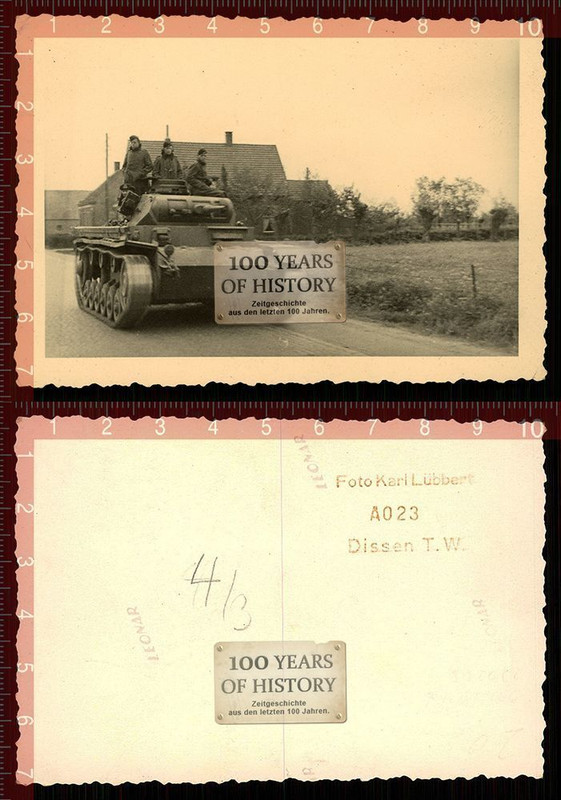 1 2 3 4 5 6 7 8 9 10
1
2
3
4
5
6
7
100 YEARS
OF HISTORY
Zeitgeschichte
aus den letzten 100 Jahren.
1 2 3 4 5 6 7 8 9 10
1
2
3
4
5
6
7
LEONAR
Foto Karl Lübbert
A023
Dissen T.W.
4/3
LEONAR
LEONAR
100 YEARS
OF HISTORY
Zeitgeschichte
aus den letzten 100 Jahren.